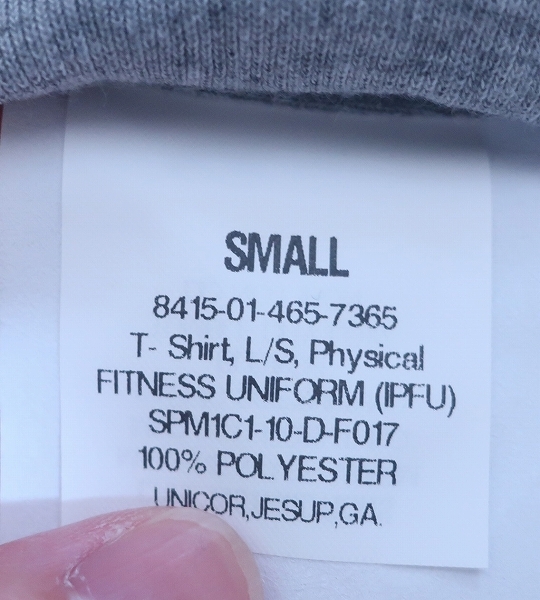 SMALL
8415-01-465-7365
T- Shirt, L/S, Physical
FITNESS UNIFORM (IPFU)
SPM1C1-10-D-F017
100% POLYESTER
UNICOR,JESUP,GA.